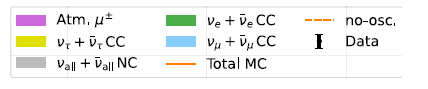 Atm. μ± νe + ν̄e CC no-osc.
ντ + ν̄τ CC νμ + ν̄μ CC Data
νall + ν̄all NC Total MC